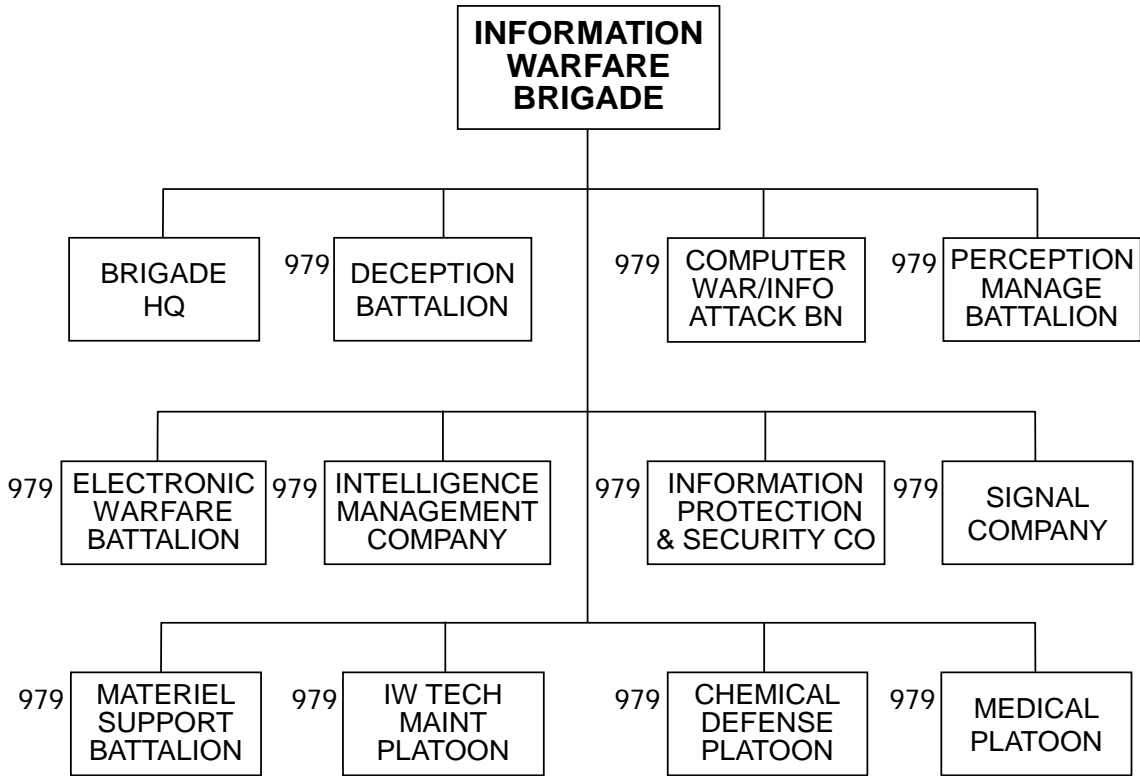 INFORMATION
WARFARE
BRIGADE
BRIGADE
HQ
979
DECEPTION
BATTALION
979
COMPUTER
WAR/INFO
ATTACK BN
979
PERCEPTION
MANAGE
BATTALION
979
ELECTRONIC
WARFARE
BATTALION
979
INTELLIGENCE
MANAGEMENT
COMPANY
979
INFORMATION
PROTECTION
& SECURITY CO
979
SIGNAL
COMPANY
979
MATERIEL
SUPPORT
BATTALION
979
IW TECH
MAINT
PLATOON
979
CHEMICAL
DEFENSE
PLATOON
979
MEDICAL
PLATOON